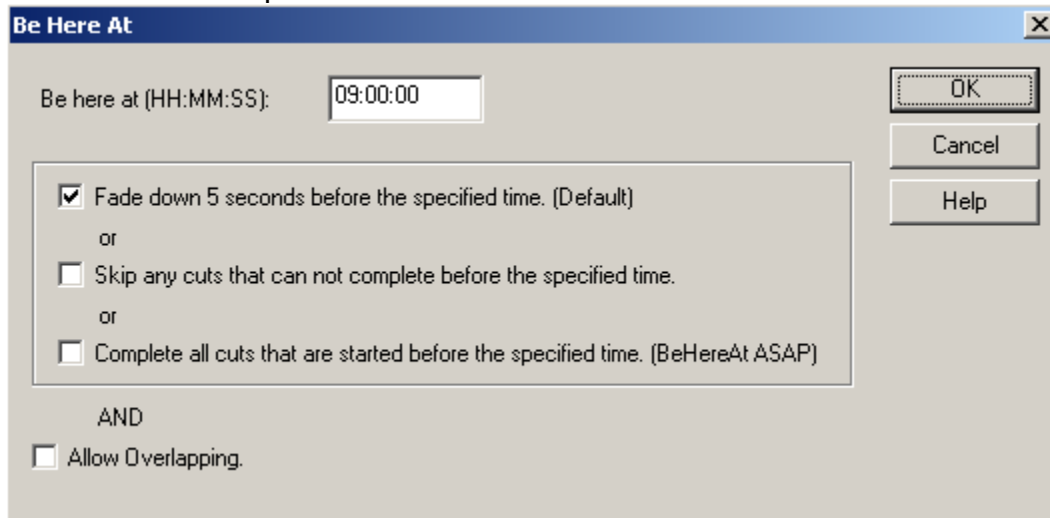 Be Here At
Be here at (HH:MM:SS): 09:00:00
OK
Cancel
Help
Fade down 5 seconds before the specified time. (Default)
or
Skip any cuts that can not complete before the specified time.
or
Complete all cuts that are started before the specified time. (BeHereAt ASAP)
AND
Allow Overlapping.